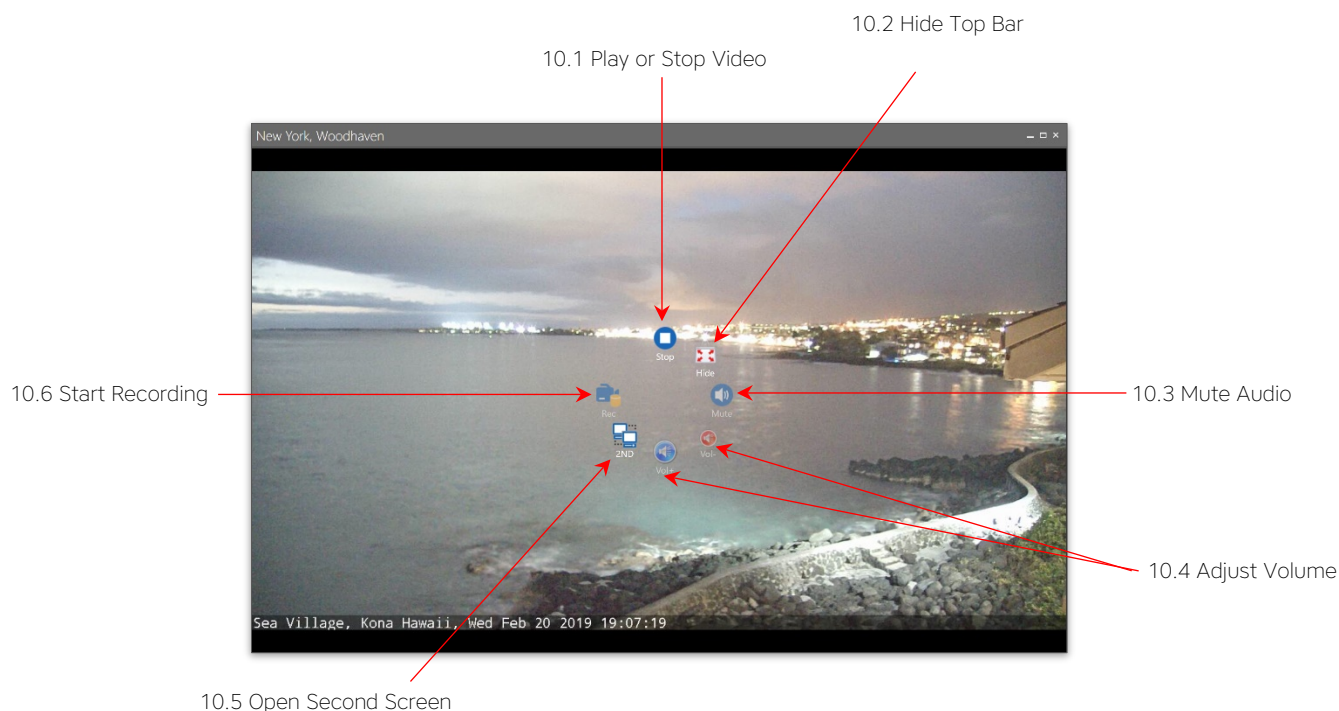 10.2 Hide Top Bar
10.1 Play or Stop Video
New York, Woodhaven
Stop
Hide
10.6 Start Recording
Rec
Mute
10.3 Mute Audio
2ND
Vol+
Vol-
10.4 Adjust Volume
Sea Village, Kona Hawaii, Wed Feb 20 2019 19:07:19
10.5 Open Second Screen